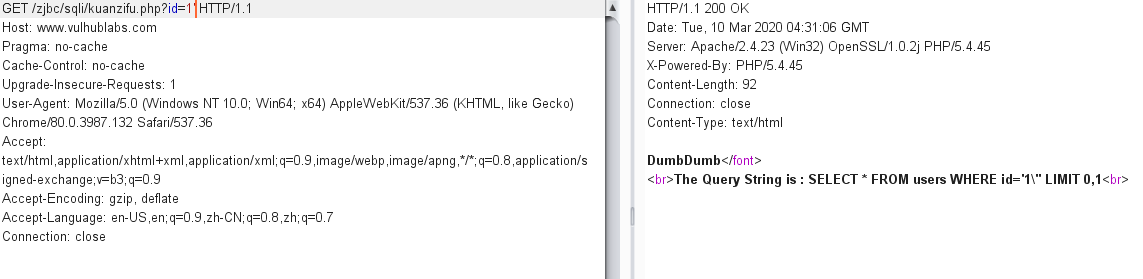 GET /zjbc/sqli/kuanzifu.php?id=1' HTTP/1.1
Host: www.vulhublabs.com
Pragma: no-cache
Cache-Control: no-cache
Upgrade-Insecure-Requests: 1
User-Agent: Mozilla/5.0 (Windows NT 10.0; Win64; x64) AppleWebKit/537.36 (KHTML, like Gecko)
Chrome/80.0.3987.132 Safari/537.36
Accept:
text/html,application/xhtml+xml,application/xml;q=0.9,image/webp,image/apng,*/*;q=0.8,application/s
igned-exchange;v=b3;q=0.9
Accept-Encoding: gzip, deflate
Accept-Language: en-US,en;q=0.9,zh-CN;q=0.8,zh;q=0.7
Connection: close
HTTP/1.1 200 OK
Date: Tue, 10 Mar 2020 04:31:06 GMT
Server: Apache/2.4.23 (Win32) OpenSSL/1.0.2j PHP/5.4.45
X-Powered-By: PHP/5.4.45
Content-Length: 92
Connection: close
Content-Type: text/html
DumbDumb</font>
<br>The Query String is : SELECT * FROM users WHERE id='1\'' LIMIT 0,1<br>